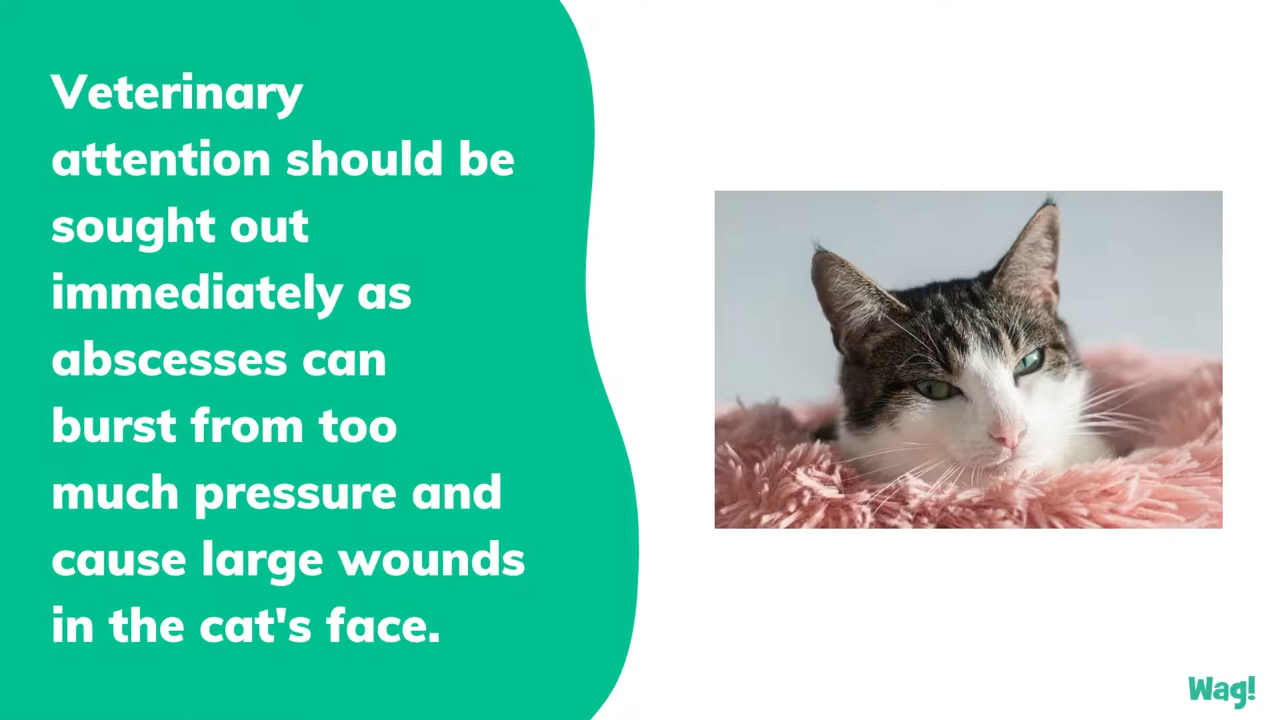 Veterinary
attention should be
sought out
immediately as
abscesses can
burst from too
much pressure and
cause large wounds
in the cat's face.
Wag!